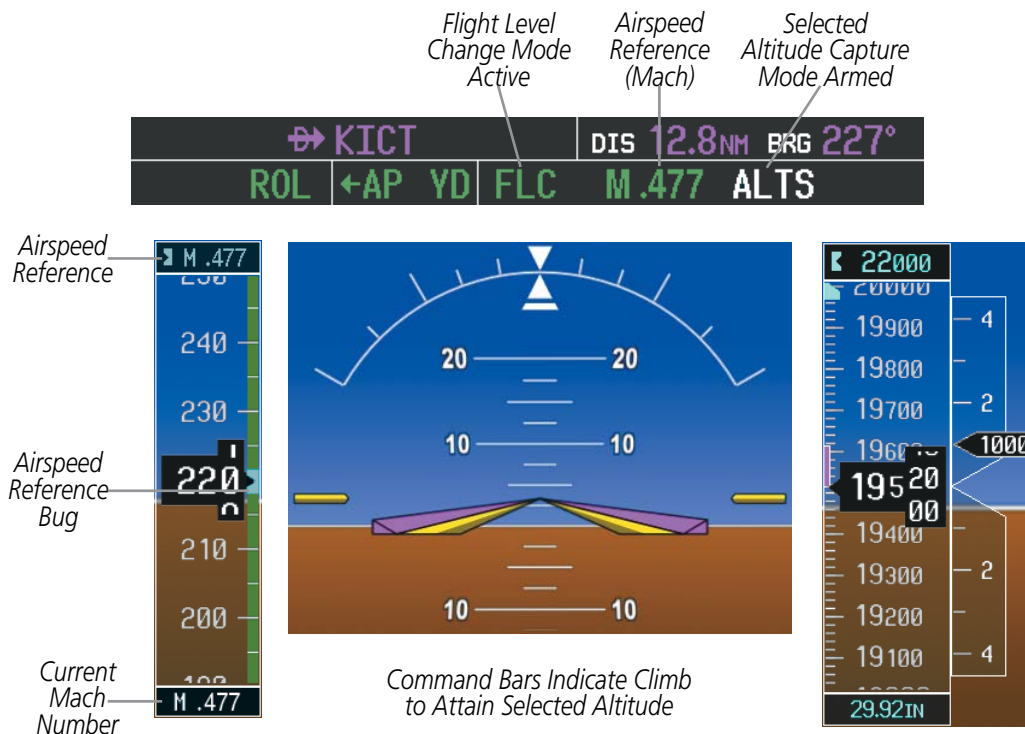 Flight Level
Change Mode
Active
Airspeed
Reference
(Mach)
Selected
Altitude Capture
Mode Armed
KICT
DIS 12.8NM BRG 227°
ROL ←AP YD FLC M .477 ALTS
Airspeed
Reference
M .477
240
230
220
210
200
Airspeed
Reference
Bug
Current
Mach
Number
M .477
20 20
10 10
10 10
Command Bars Indicate Climb
to Attain Selected Altitude
22000
20000
19900
19800
19700
195 20
00
19400
19300
19200
19100
29.92IN
4
2
1000
2
4